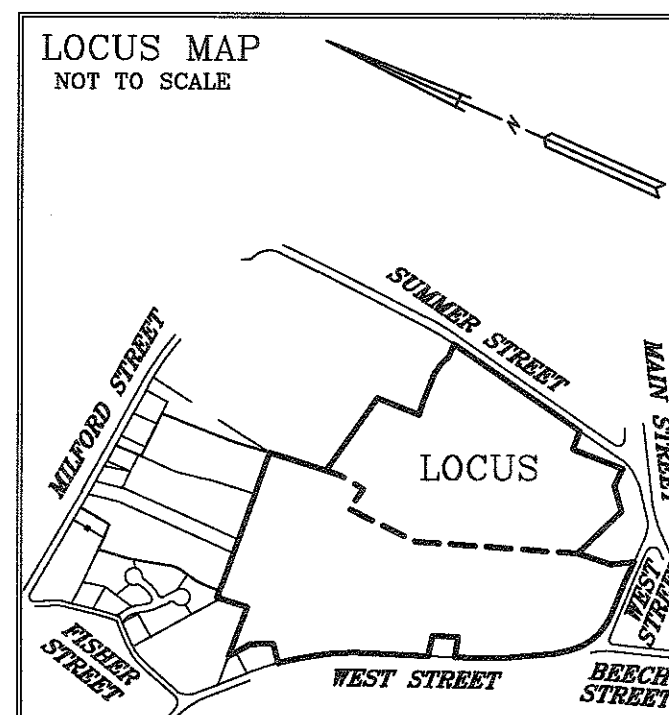 LOCUS MAP
NOT TO SCALE
N
SUMMER STREET
MAIN STREET
MILFORD STREET
LOCUS
WEST
STREET
FISHER
STREET
WEST STREET
BEECH
STREET